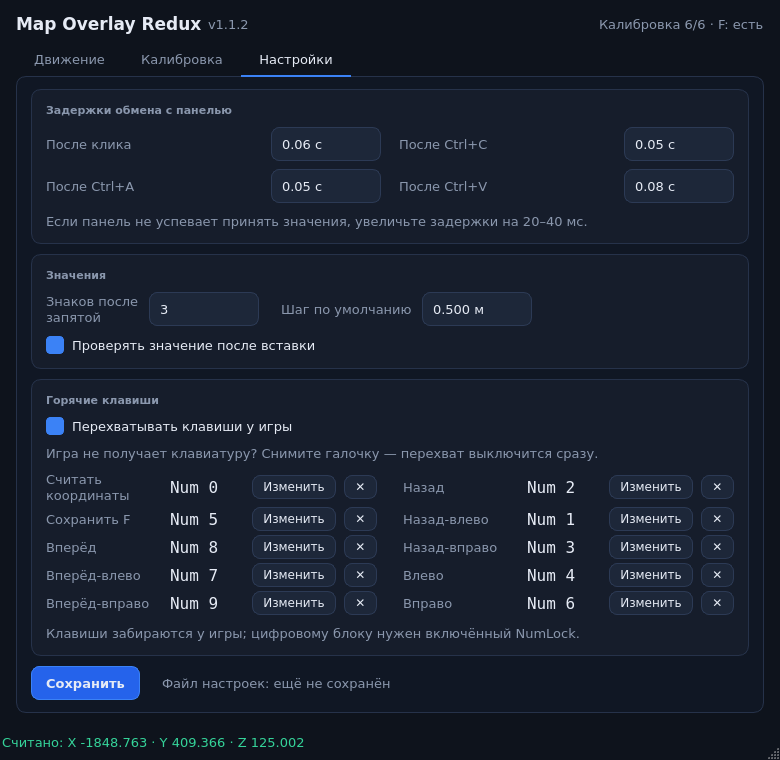 Map Overlay Redux v1.1.2
Калибровка 6/6 · F: есть
Движение Калибровка Настройки
Задержки обмена с панелью
После клика 0.06 с После Ctrl+C 0.05 с
После Ctrl+A 0.05 с После Ctrl+V 0.08 с
Если панель не успевает принять значения, увеличьте задержки на 20–40 мс.
Значения
Знаков после
запятой
3
Шаг по умолчанию 0.500 м
Проверять значение после вставки
Горячие клавиши
Перехватывать клавиши у игры
Игра не получает клавиатуру? Снимите галочку — перехват выключится сразу.
Считать
координаты
Num 0 Изменить ✕ Назад Num 2 Изменить ✕
Сохранить F Num 5 Изменить ✕ Назад-влево Num 1 Изменить ✕
Вперёд Num 8 Изменить ✕ Назад-вправо Num 3 Изменить ✕
Вперёд-влево Num 7 Изменить ✕ Влево Num 4 Изменить ✕
Вперёд-вправо Num 9 Изменить ✕ Вправо Num 6 Изменить ✕
Клавиши забираются у игры; цифровому блоку нужен включённый NumLock.
Сохранить Файл настроек: ещё не сохранён
Считано: X -1848.763 · Y 409.366 · Z 125.002